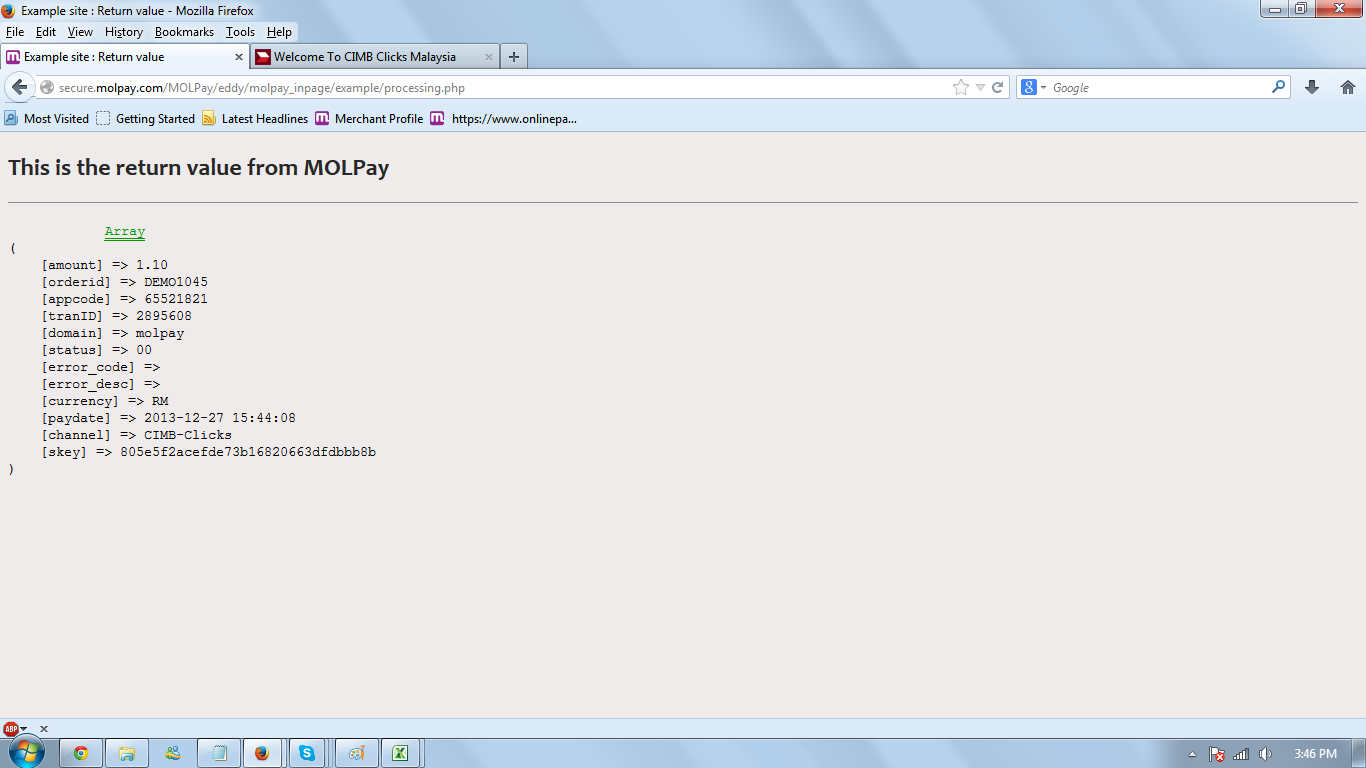 Example site : Return value - Mozilla Firefox
File Edit View History Bookmarks Tools Help
Example site : Return value Welcome To CIMB Clicks Malaysia
secure.molpay.com/MOLPay/eddy/molpay_inpage/example/processing.php Google
Most Visited Getting Started Latest Headlines Merchant Profile https://www.onlinepa...
This is the return value from MOLPay
Array
(
[amount] => 1.10
[orderid] => DEMO1045
[appcode] => 65521821
[tranID] => 2895608
[domain] => molpay
[status] => 00
[error_code] =>
[error_desc] =>
[currency] => RM
[paydate] => 2013-12-27 15:44:08
[channel] => CIMB-Clicks
[skey] => 805e5f2acefde73b16820663dfdbbb8b
)
ABP
3:46 PM